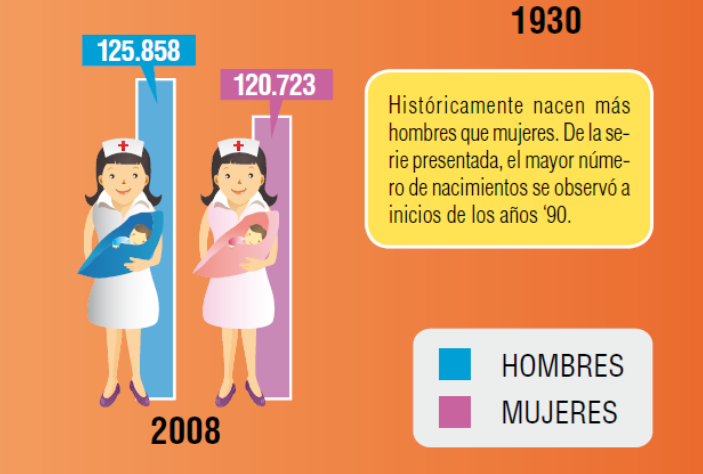 1930
125.858
120.723
Históricamente nacen más
hombres que mujeres. De la se-
rie presentada, el mayor núme-
ro de nacimientos se observó a
inicios de los años ‘90.
HOMBRES
MUJERES
2008